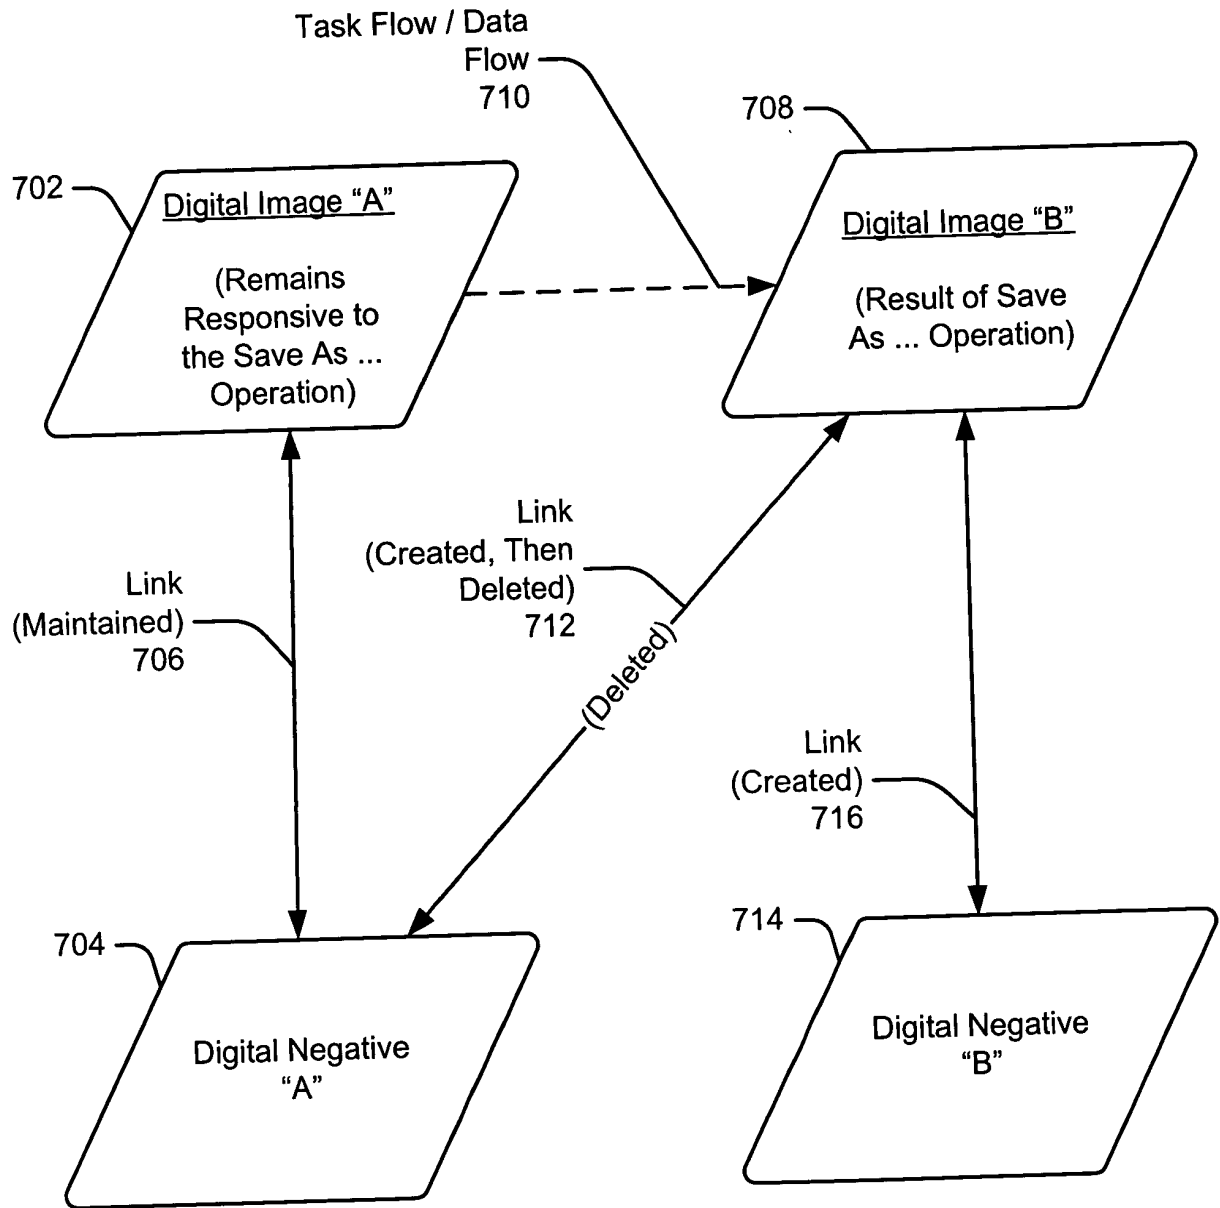 Task Flow / Data
Flow
710
708
702
Digital Image “A”
(Remains
Responsive to
the Save As ...
Operation)
Digital Image “B”
(Result of Save
As ... Operation)
Link
(Created, Then
Deleted)
712
Link
(Maintained)
706
(Deleted)
Link
(Created)
716
704
Digital Negative
“A”
714
Digital Negative
“B”